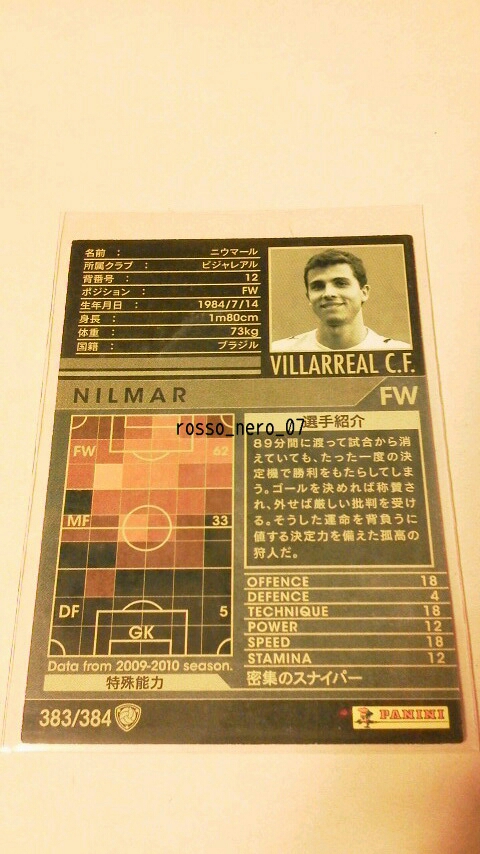 名前 : ニウマール
所属クラブ : ビジャレアル
背番号 : 12
ポジション : FW
生年月日 : 1984/7/14
身長 : 1m80cm
体重 : 73kg
国籍 : ブラジル
VILLARREAL C.F.
NILMAR FW
rosso_nero_07
選手紹介
89分間に渡って試合から消
えていても、たった一度の決
定機で勝利をもたらしてしま
う。ゴールを決めれば称賛さ
れ、外せば厳しい批判を受け
る。そうした運命を背負うに
値する決定力を備えた孤高の
狩人だ。
FW 62
MF 33
DF 5
GK
Data from 2009-2010 season.
OFFENCE 18
DEFENCE 4
TECHNIQUE 18
POWER 12
SPEED 18
STAMINA 12
特殊能力 密集のスナイパー
383/384
PANINI